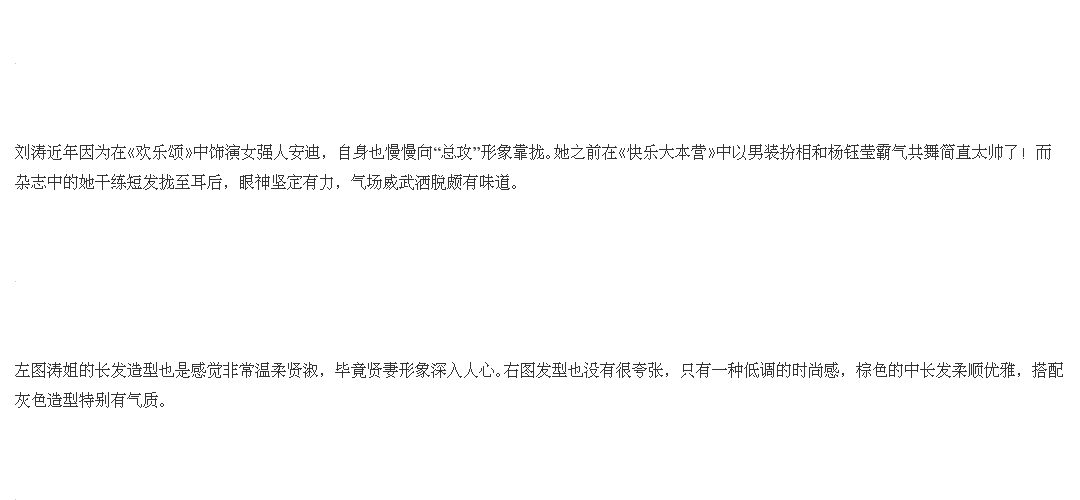 刘涛近年因为在《欢乐颂》中饰演女强人安迪，自身也慢慢向“总攻”形象靠拢。她之前在《快乐大本营》中以男装扮相和杨钰莹霸气共舞简直太帅了！而
杂志中的她干练短发拢至耳后，眼神坚定有力，气场威武洒脱颇有味道。
左图涛姐的长发造型也是感觉非常温柔贤淑，毕竟贤妻形象深入人心。右图发型也没有很夸张，只有一种低调的时尚感，棕色的中长发柔顺优雅，搭配
灰色造型特别有气质。